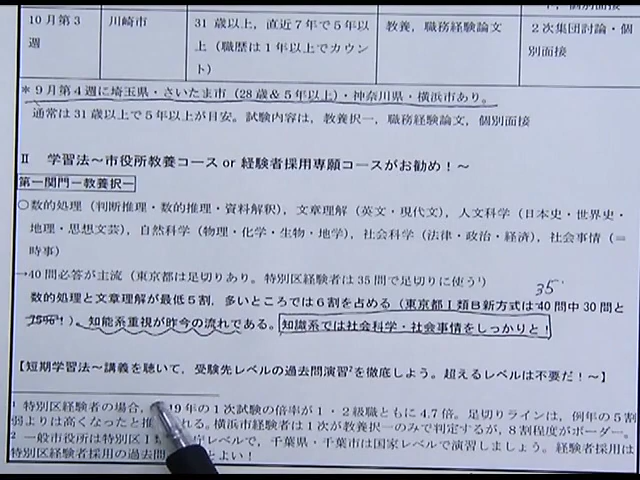 ，個別面接
10月第3週
川崎市
31歳以上，直近7年で5年以上（職歴は1年以上でカウント）
教養，職務経験論文
2次集団討論・個別面接
＊9月第4週に埼玉県・さいたま市（28歳＆5年以上）・神奈川県・横浜市あり。
通常は31歳以上で5年以上が目安。試験内容は，教養択一，職務経験論文，個別面接
Ⅱ　学習法～市役所教養コース or 経験者採用専願コースがお勧め！～
第一関門－教養択一
○数的処理（判断推理・数的推理・資料解釈），文章理解（英文・現代文），人文科学（日本史・世界史・
地理・思想文芸），自然科学（物理・化学・生物・地学），社会科学（法律・政治・経済），社会事情（＝
時事）
→40問必答が主流（東京都は足切りあり。特別区経験者は35問で足切りに使う¹）
35
数的処理と文章理解が最低5割，多いところでは6割を占める（東京都Ⅰ類B新方式は40問中30問と
！）。知能系重視が昨今の流れである。知識系では社会科学・社会事情をしっかりと！
【短期学習法～講義を聴いて，受験先レベルの過去問演習²を徹底しよう。超えるレベルは不要だ！～】
1 特別区経験者の場合， 19年の1次試験の倍率が1・2級職ともに4.7倍。足切りラインは，例年の5割
弱よりは高くなったと推 れる。横浜市経験者は1次が教養択一のみで判定するが，8割程度がボーダー。
2 一般市役所は特別区Ⅰ レベルで，千葉県・千葉市は国家レベルで演習しましょう。経験者採用は
特別区採用の過去問 とよい！